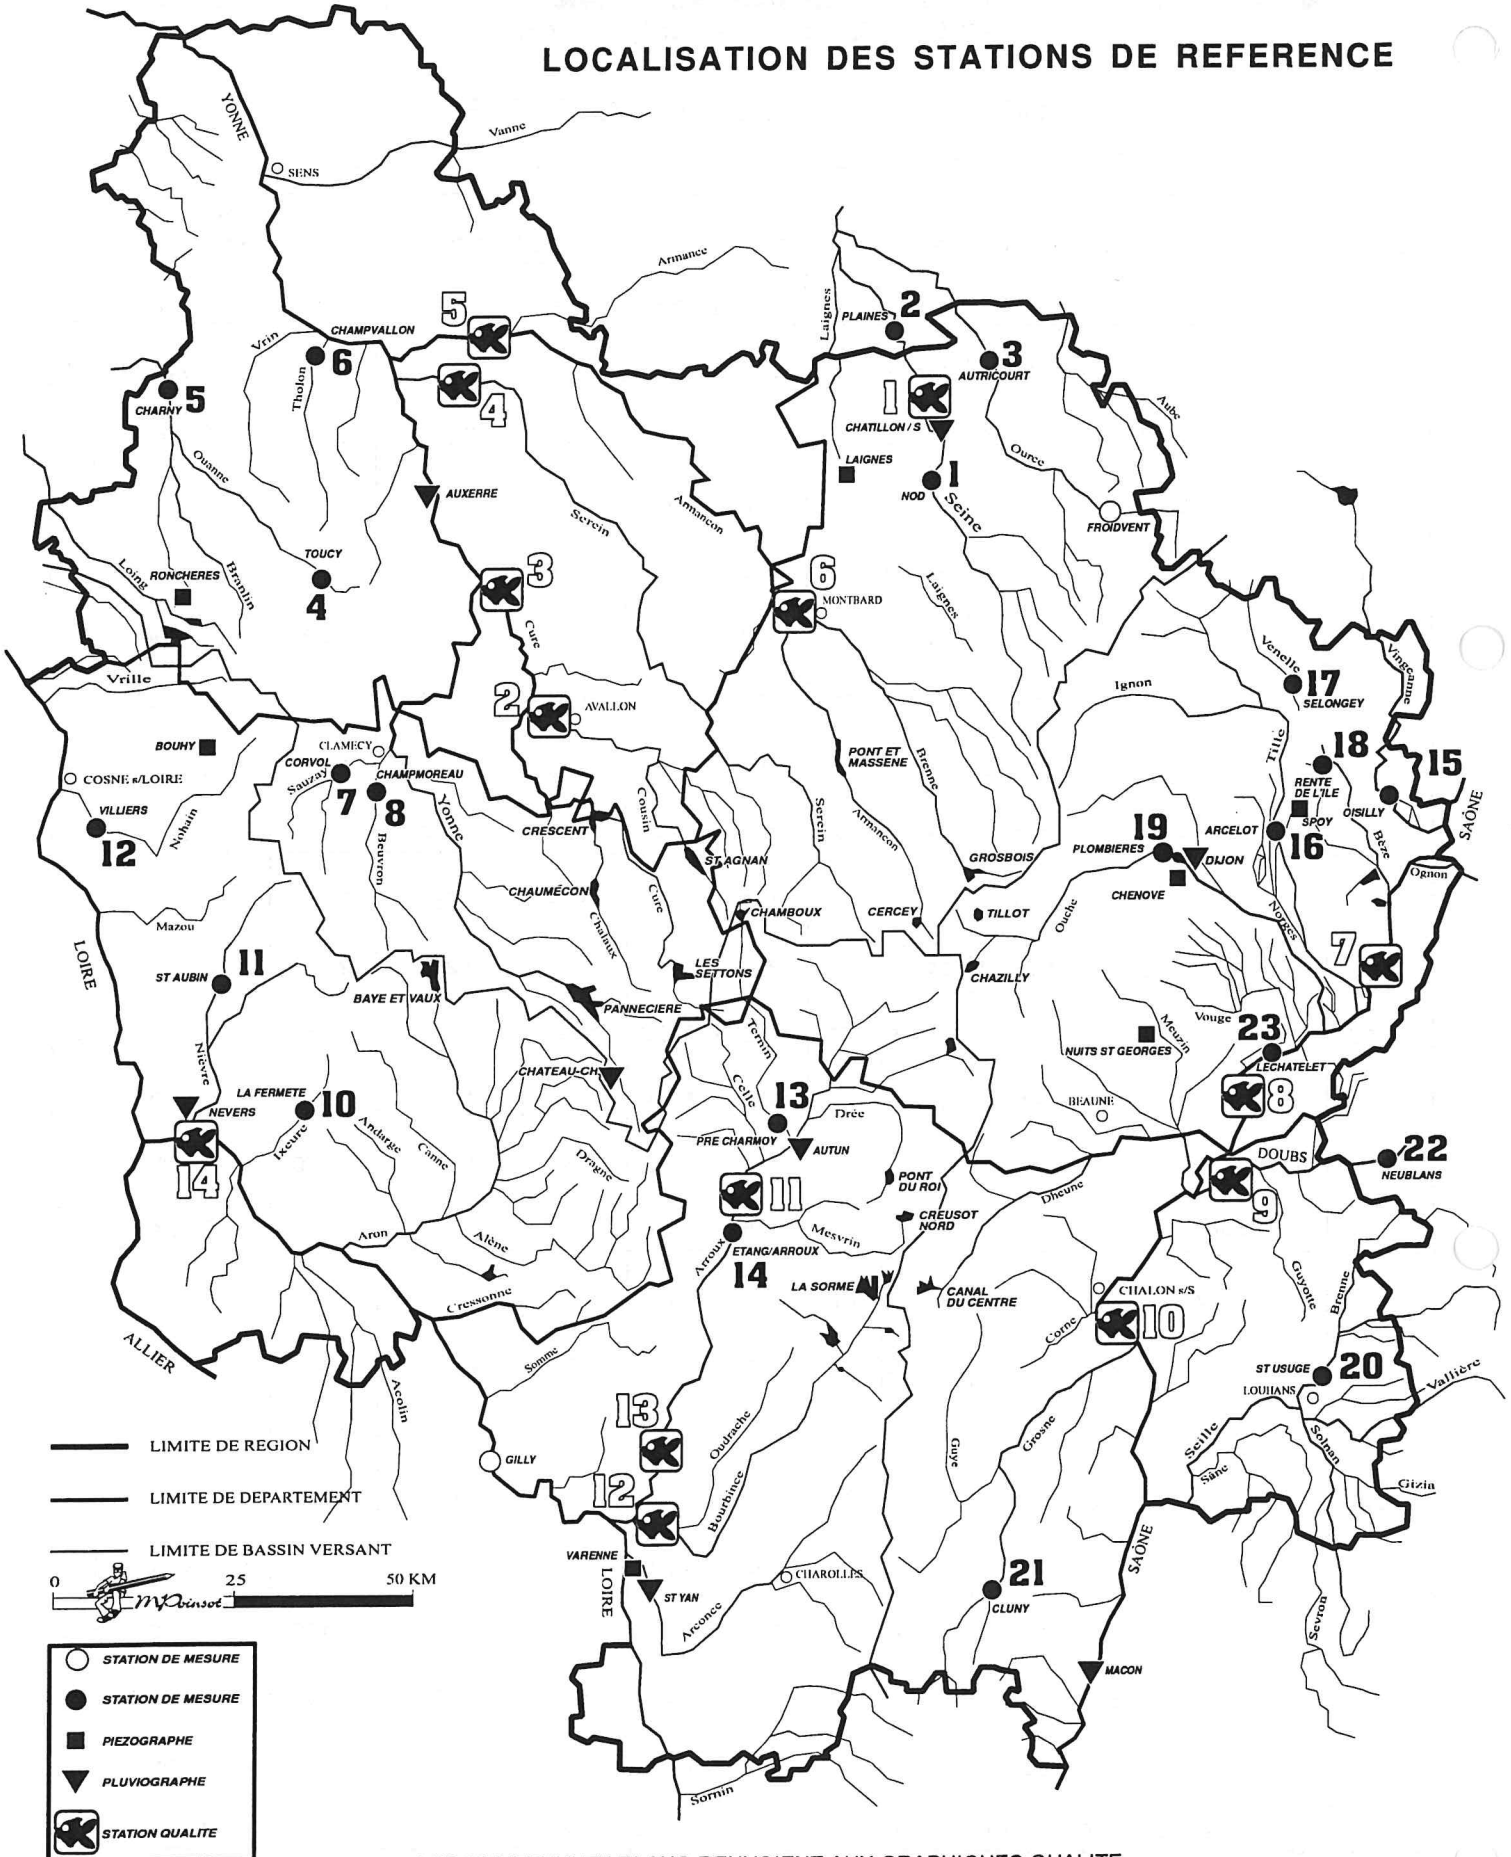 LOCALISATION DES STATIONS DE REFERENCE
YONNE
Vanne
SENS
Armance
5
CHAMPVALLON
Vrin
6
Tholon
4
Laignes
PLAINES
2
3
AUTRICOURT
1
CHATILLON / S
Aube
5
CHARNY
Ouanne
AUXERRE
Serein
Armancon
LAIGNES
1
NOD
Seine
Ource
FROIDVENT
Loing
RONCHERES
Branlin
TOUCY
4
3
Cure
6
MONTBARD
Laignes
Venelle
Vingeanne
Vrille
2
AVALLON
Ignon
17
SELONGEY
BOUHY
CLAMECY
CORVOL
Sauzay
7
CHAMPMOREAU
8
COSNE s/LOIRE
VILLIERS
12
Nohain
Yonne
Beuvron
PONT ET
MASSENE
Brenne
Tille
18
RENTE
DE L'ILE
SPOY
15
OISILLY
SAÔNE
CRESCENT
Cousin
Serein
Armancon
ST AGNAN
GROSBOIS
19
PLOMBIERES
DIJON
CHENOVE
ARCELOT
16
Bèze
Ognon
CHAUMECON
Chalaux
Cure
CHAMBOUX
CERCEY
TILLOT
Ouche
Norges
7
Mazou
LOIRE
ST AUBIN
11
BAYE ET VAUX
LES
SETTONS
PANNECIERE
CHAZILLY
Ternin
Vouge
Meuzin
23
NUITS ST GEORGES
LECHATELET
Nièvre
LA FERMETE
10
NEVERS
14
Ixeure
Andarge
Canne
CHATEAU-CH
Celle
13
PRE CHARMOY
Drée
AUTUN
BEAUNE
8
DOUBS
22
NEUBLANS
9
Dragne
11
PONT
DU ROI
CREUSOT
NORD
Dheune
Mesvrin
Aron
Alène
Arroux
ETANG/ARROUX
14
LA SORME
CANAL
DU CENTRE
CHALON s/S
10
Corne
Guyotte
Brenne
Cressonne
ALLIER
Somme
Acolin
ST USUGE
20
LOUHANS
Vallière
13
Oudrache
Grosne
Guye
Seille
Solnan
Sâne
Gizia
LIMITE DE REGION
GILLY
12
Bourbince
LIMITE DE DEPARTEMENT
LIMITE DE BASSIN VERSANT
VARENNE
LOIRE
ST YAN
CHAROLLES
Arconce
21
CLUNY
SAÔNE
Sevron
0 25 50 KM
MPoinsot
MACON
Sornin
STATION DE MESURE
STATION DE MESURE
PIEZOGRAPHE
PLUVIOGRAPHE
STATION QUALITE